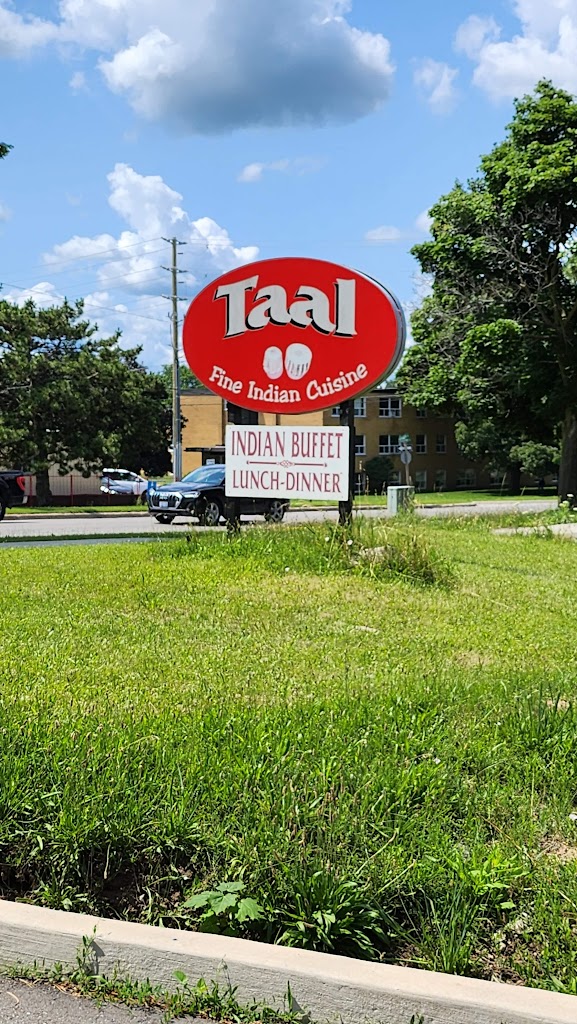 Taal
Fine Indian Cuisine
INDIAN BUFFET
LUNCH-DINNER